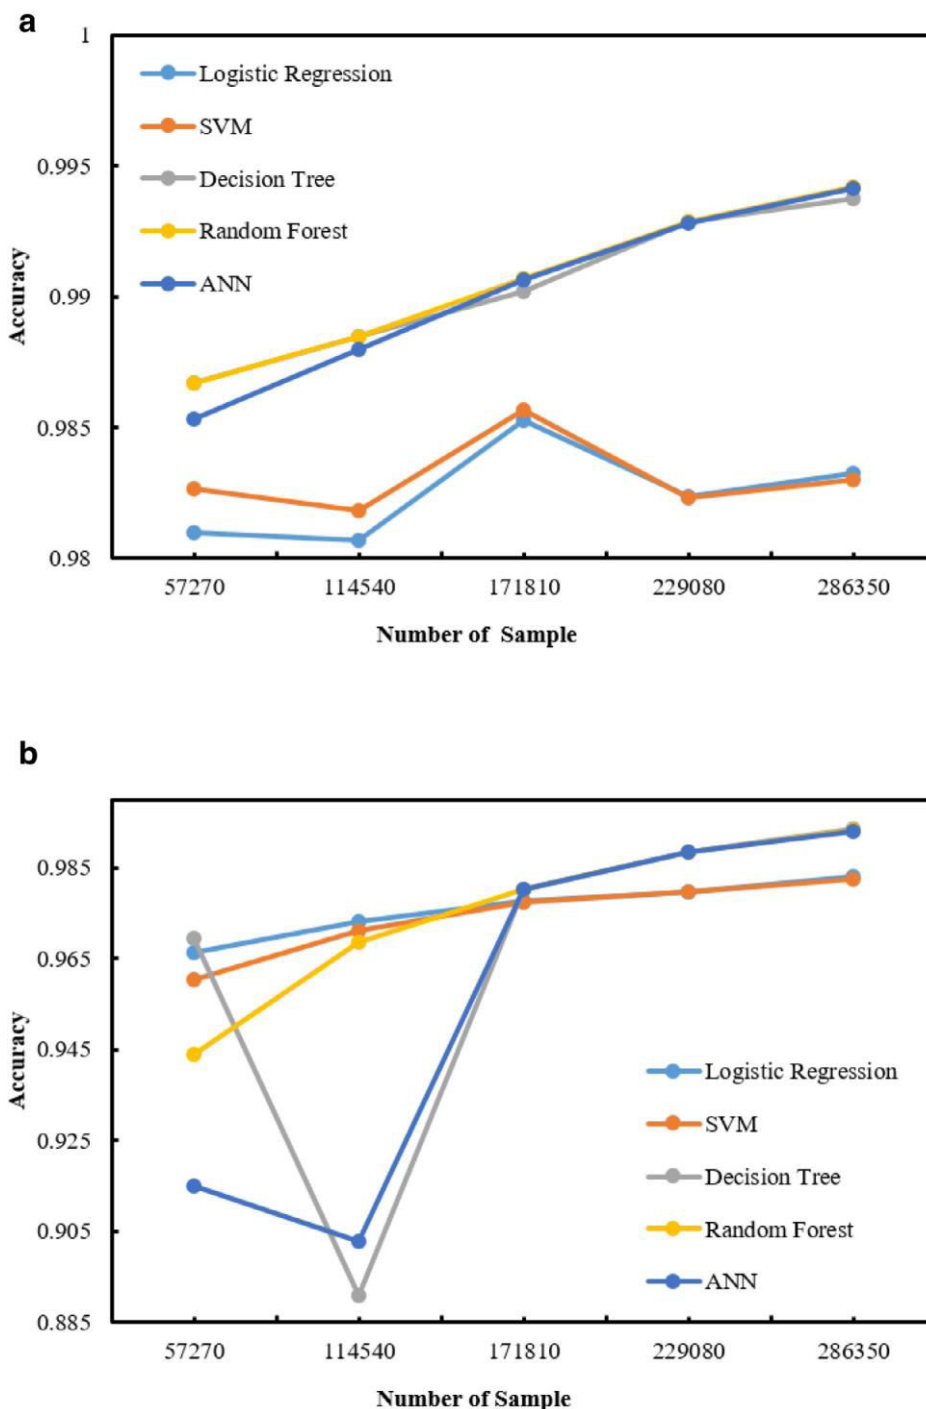 a
1
Logistic Regression
SVM
0.995
Decision Tree
Random Forest
ANN
0.99
Accuracy
0.985
0.98
57270 114540 171810 229080 286350
Number of Sample
b
0.985
0.965
0.945
Accuracy
0.925
0.905
0.885
Logistic Regression
SVM
Decision Tree
Random Forest
ANN
57270 114540 171810 229080 286350
Number of Sample